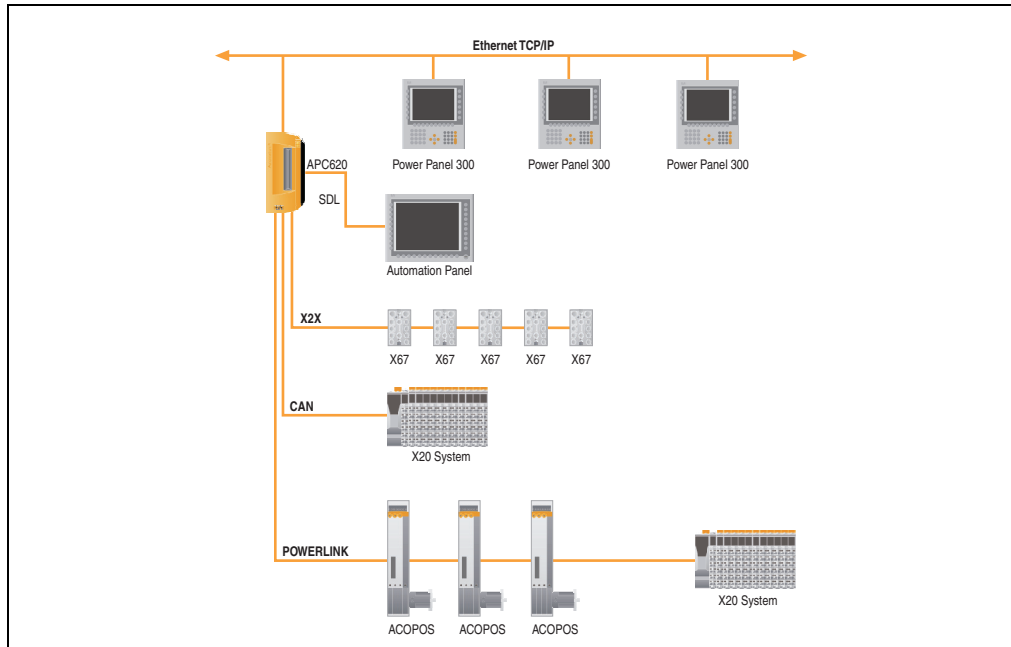 Ethernet TCP/IP
Power Panel 300 Power Panel 300 Power Panel 300
APC620
SDL
Automation Panel
X2X
X67 X67 X67 X67 X67
CAN
X20 System
POWERLINK
X20 System
ACOPOS ACOPOS ACOPOS